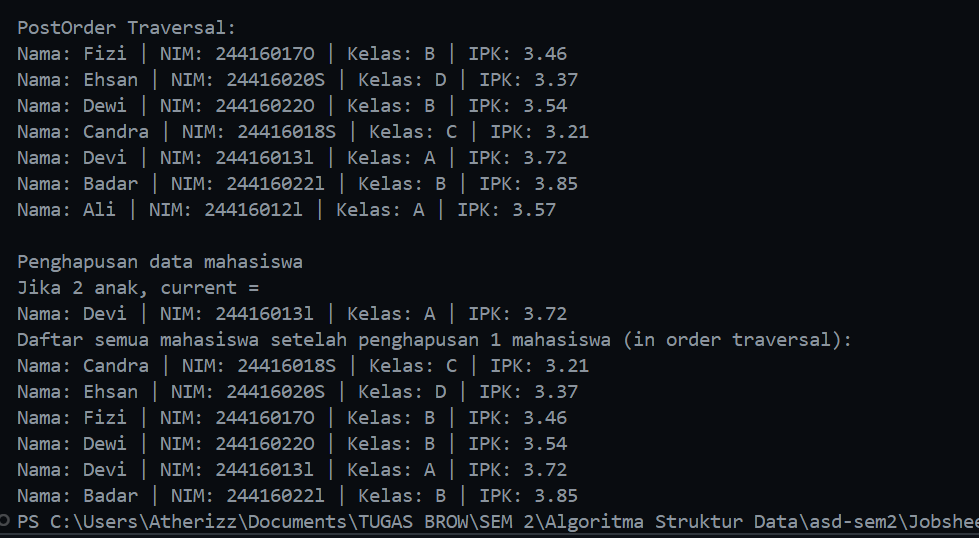 PostOrder Traversal:
Nama: Fizi | NIM: 24416017O | Kelas: B | IPK: 3.46
Nama: Ehsan | NIM: 24416020S | Kelas: D | IPK: 3.37
Nama: Dewi | NIM: 24416022O | Kelas: B | IPK: 3.54
Nama: Candra | NIM: 24416018S | Kelas: C | IPK: 3.21
Nama: Devi | NIM: 24416013l | Kelas: A | IPK: 3.72
Nama: Badar | NIM: 24416022l | Kelas: B | IPK: 3.85
Nama: Ali | NIM: 24416012l | Kelas: A | IPK: 3.57
Penghapusan data mahasiswa
Jika 2 anak, current =
Nama: Devi | NIM: 24416013l | Kelas: A | IPK: 3.72
Daftar semua mahasiswa setelah penghapusan 1 mahasiswa (in order traversal):
Nama: Candra | NIM: 24416018S | Kelas: C | IPK: 3.21
Nama: Ehsan | NIM: 24416020S | Kelas: D | IPK: 3.37
Nama: Fizi | NIM: 24416017O | Kelas: B | IPK: 3.46
Nama: Dewi | NIM: 24416022O | Kelas: B | IPK: 3.54
Nama: Devi | NIM: 24416013l | Kelas: A | IPK: 3.72
Nama: Badar | NIM: 24416022l | Kelas: B | IPK: 3.85
PS C:\Users\Atherizz\Documents\TUGAS BROW\SEM 2\Algoritma Struktur Data\asd-sem2\Jobshee